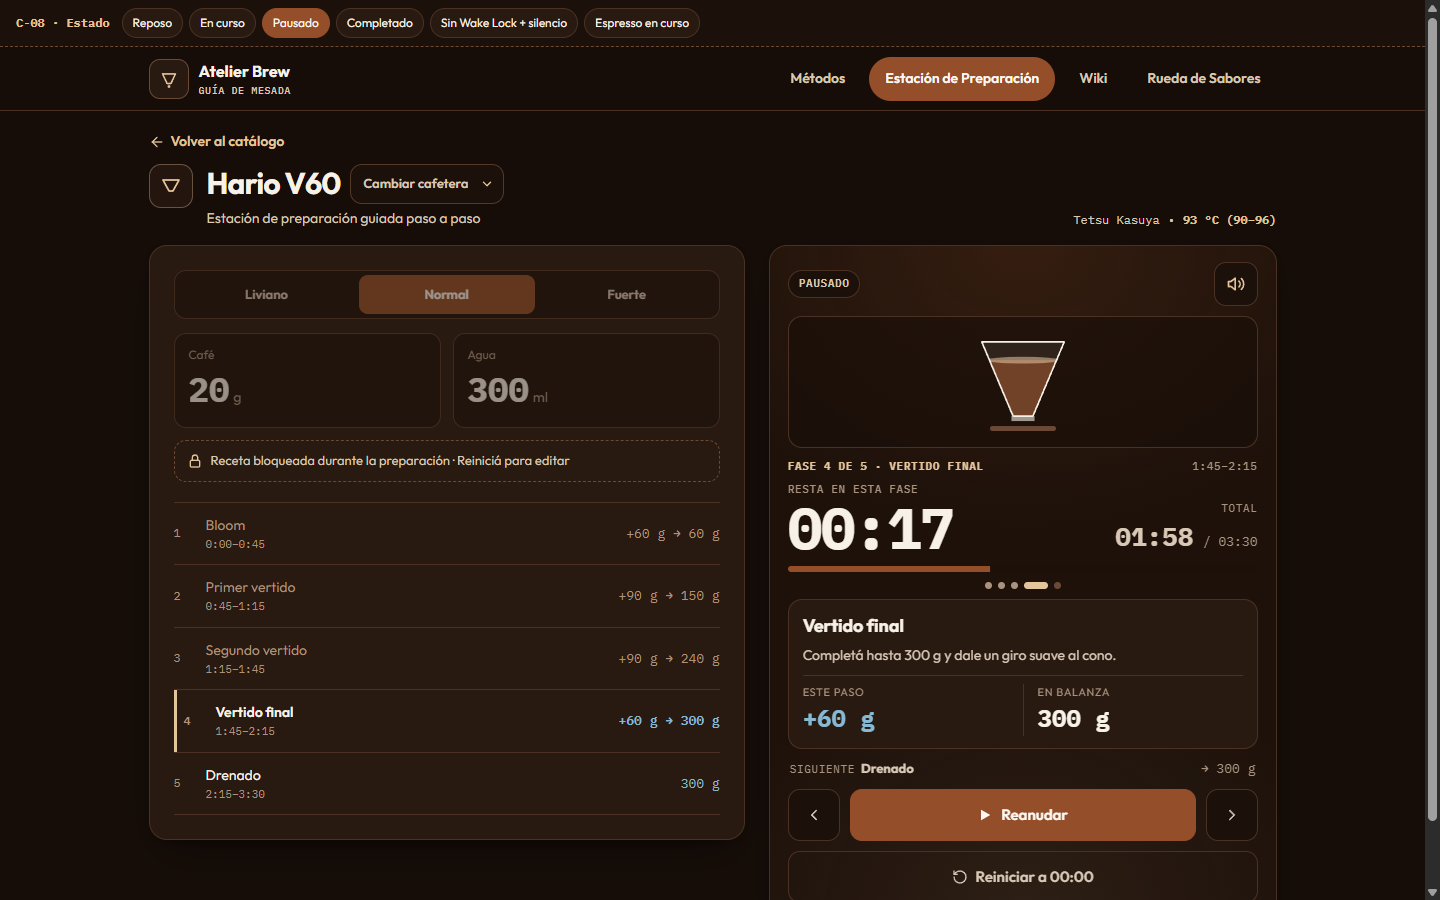 C-08 · Estado Reposo En curso Pausado Completado Sin Wake Lock + silencio Espresso en curso
Atelier Brew
GUÍA DE MESADA
Métodos Estación de Preparación Wiki Rueda de Sabores
← Volver al catálogo
Hario V60 Cambiar cafetera
Estación de preparación guiada paso a paso
Tetsu Kasuya • 93 °C (90–96)
Liviano Normal Fuerte
Café
20 g
Agua
300 ml
Receta bloqueada durante la preparación · Reiniciá para editar
1 Bloom +60 g → 60 g
0:00–0:45
2 Primer vertido +90 g → 150 g
0:45–1:15
3 Segundo vertido +90 g → 240 g
1:15–1:45
4 Vertido final +60 g → 300 g
1:45–2:15
5 Drenado 300 g
2:15–3:30
PAUSADO
FASE 4 DE 5 · VERTIDO FINAL 1:45–2:15
RESTA EN ESTA FASE
00:17
TOTAL
01:58 / 03:30
Vertido final
Completá hasta 300 g y dale un giro suave al cono.
ESTE PASO
+60 g
EN BALANZA
300 g
SIGUIENTE Drenado → 300 g
Reanudar
Reiniciar a 00:00